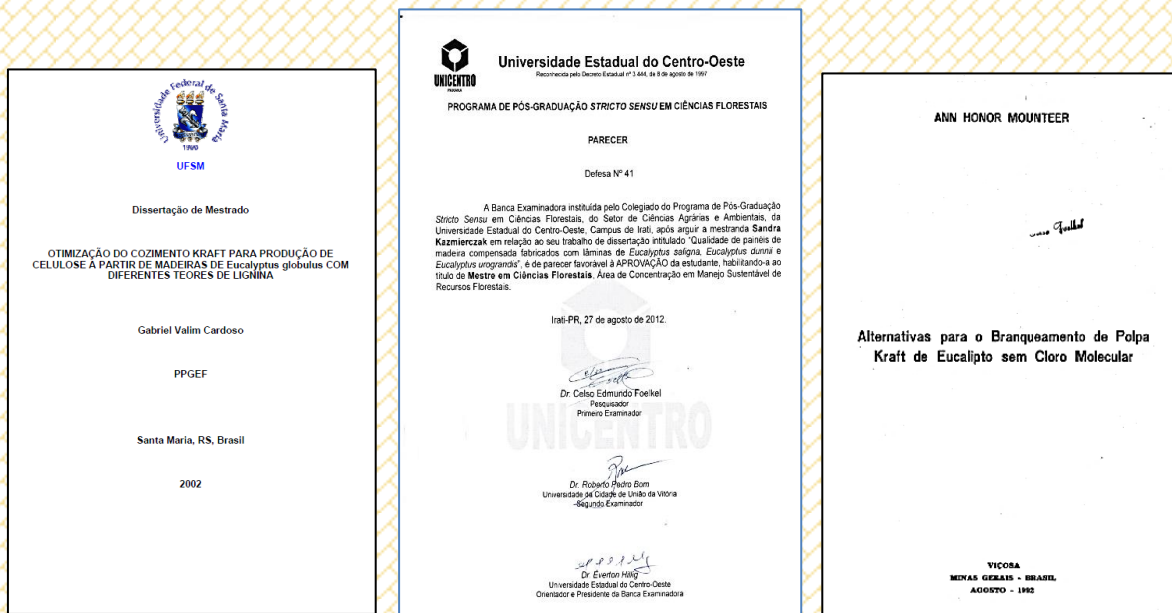 Universidade Federal de Santa Maria
1960
UFSM
Dissertação de Mestrado
OTIMIZAÇÃO DO COZIMENTO KRAFT PARA PRODUÇÃO DE
CELULOSE A PARTIR DE MADEIRAS DE Eucalyptus globulus COM
DIFERENTES TEORES DE LIGNINA
Gabriel Valim Cardoso
PPGEF
Santa Maria, RS, Brasil
2002
UNICENTRO
PARANÁ
Universidade Estadual do Centro-Oeste
Reconhecida pelo Decreto Estadual nº 3.444, de 8 de agosto de 1997
PROGRAMA DE PÓS-GRADUAÇÃO STRICTO SENSU EM CIÊNCIAS FLORESTAIS
PARECER
Defesa Nº 41
A Banca Examinadora instituída pelo Colegiado do Programa de Pós-Graduação
Stricto Sensu em Ciências Florestais, do Setor de Ciências Agrárias e Ambientais, da
Universidade Estadual do Centro-Oeste, Campus de Irati, após arguir a mestranda Sandra
Kazmierczak em relação ao seu trabalho de dissertação intitulado "Qualidade de painéis de
madeira compensada fabricados com lâminas de Eucalyptus saligna, Eucalyptus dunnii e
Eucalyptus urograndis", é de parecer favorável à APROVAÇÃO da estudante, habilitando-a ao
título de Mestre em Ciências Florestais, Área de Concentração em Manejo Sustentável de
Recursos Florestais.
Irati-PR, 27 de agosto de 2012.
Dr. Celso Edmundo Foelkel
Pesquisador
Primeiro Examinador
UNICENTRO
Dr. Roberto Pedro Bom
Universidade da Cidade de União da Vitória
Segundo Examinador
Dr. Everton Hillig
Universidade Estadual do Centro-Oeste
Orientador e Presidente da Banca Examinadora
ANN HONOR MOUNTEER
Foelkel
Alternativas para o Branqueamento de Polpa
Kraft de Eucalipto sem Cloro Molecular
VIÇOSA
MINAS GERAIS - BRASIL
AGOSTO - 1992